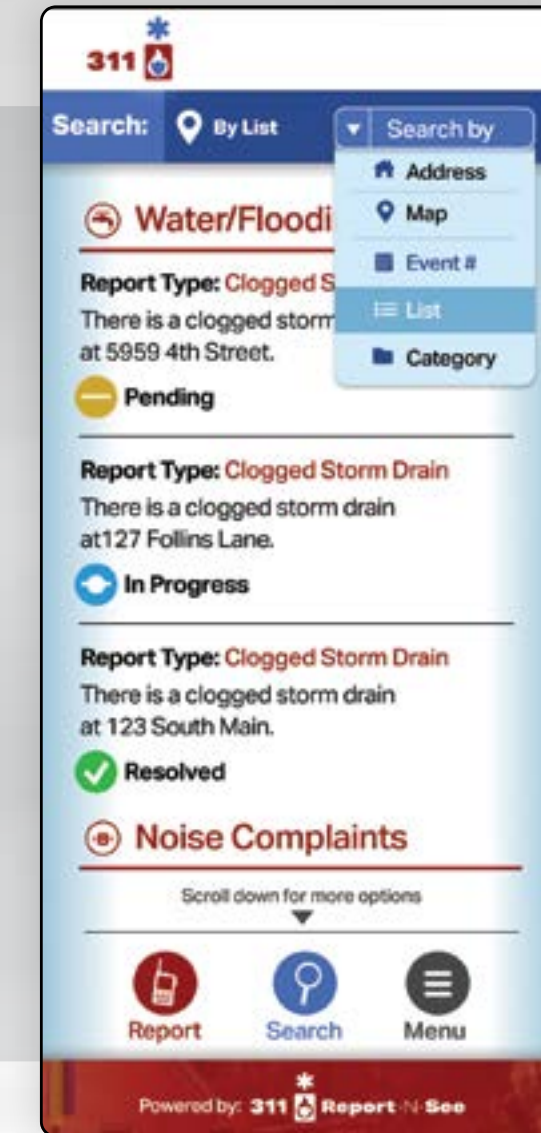 311
Search: By List Search by
Address
Map
Event #
List
Category
Water/Floodi
Report Type: Clogged S
There is a clogged storm
at 5959 4th Street.
Pending
Report Type: Clogged Storm Drain
There is a clogged storm drain
at127 Follins Lane.
In Progress
Report Type: Clogged Storm Drain
There is a clogged storm drain
at 123 South Main.
Resolved
Noise Complaints
Scroll down for more options
Report Search Menu
Powered by: 311 Report-N-See